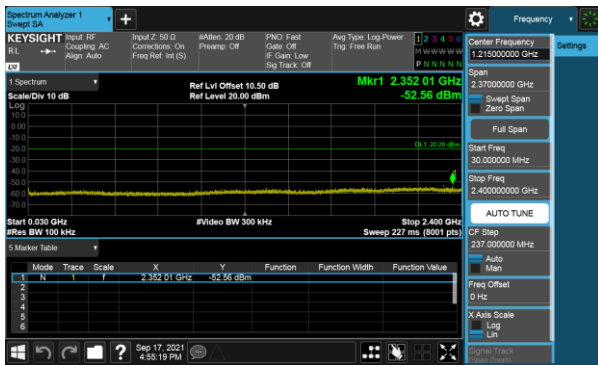 Spectrum Analyzer 1
Swept SA
+
Frequency
KEYSIGHT
RL
Input: RF
Coupling: AC
Align: Auto
Input Z: 50 Ω
Corrections: On
Freq Ref: Int (S)
#Atten: 20 dB
Preamp: Off
PNO: Fast
Gate: Off
IF Gain: Low
Sig Track: Off
Avg Type: Log-Power
Trig: Free Run
1 2 3 4 5 6
M W W W W W
P N N N N N
LXI
1 Spectrum
Scale/Div 10 dB
Ref Lvl Offset 10.50 dB
Ref Level 20.00 dBm
Mkr1 2.352 01 GHz
-52.56 dBm
Log
10.0
0.00
-10.0
-20.0
-30.0
-40.0
-50.0
-60.0
-70.0
DL1 -20.28 dBm
Start 0.030 GHz
#Res BW 100 kHz
#Video BW 300 kHz
Stop 2.400 GHz
Sweep 227 ms (8001 pts)
5 Marker Table
Mode Trace Scale X Y Function Function Width Function Value
1 N 1 f 2.352 01 GHz -52.56 dBm
2
3
4
5
6
?
Sep 17, 2021
4:55:19 PM
Center Frequency
1.215000000 GHz
Settings
Span
2.37000000 GHz
Swept Span
Zero Span
Full Span
Start Freq
30.000000 MHz
Stop Freq
2.400000000 GHz
AUTO TUNE
CF Step
237.000000 MHz
Auto
Man
Freq Offset
0 Hz
X Axis Scale
Log
Lin
Signal Track
(Span Zoom)